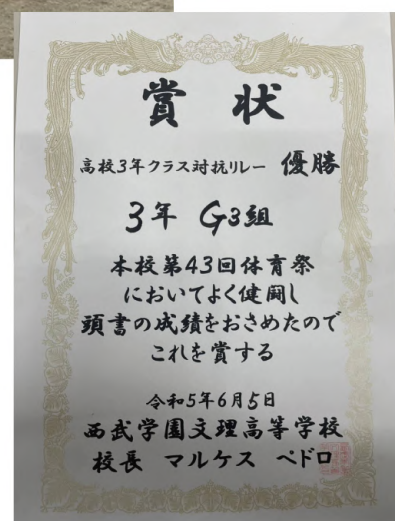 賞状
高校3年クラス対抗リレー 優勝
3年 G3組
本校第43回体育祭
においてよく健闘し
頭書の成績をおさめたので
これを賞する
令和5年6月5日
西武学園文理高等学校
校長 マルケス ペドロ